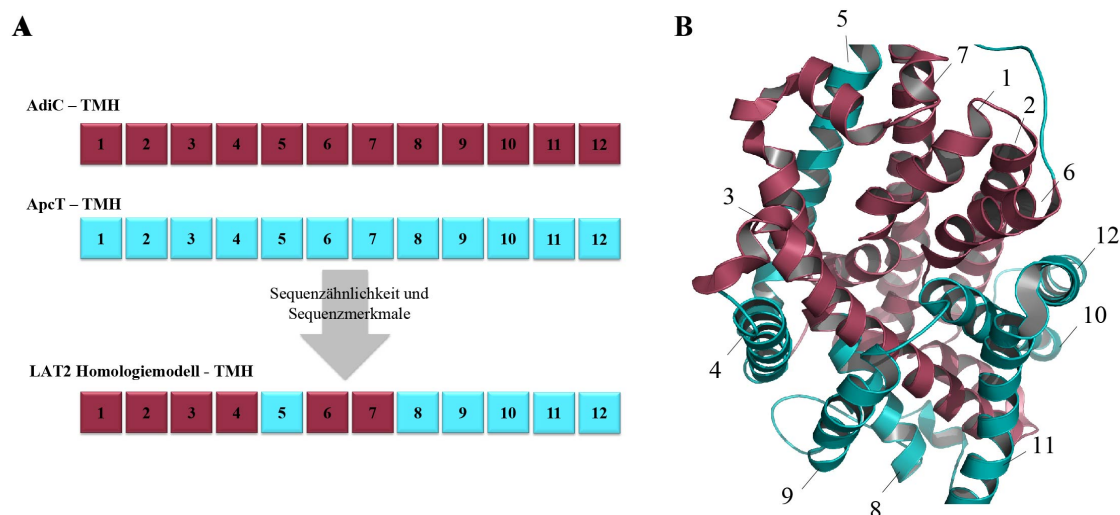 A
AdiC – TMH
1 2 3 4 5 6 7 8 9 10 11 12
ApcT – TMH
1 2 3 4 5 6 7 8 9 10 11 12
Sequenzähnlichkeit und
Sequenzmerkmale
LAT2 Homologiemodell - TMH
1 2 3 4 5 6 7 8 9 10 11 12
B
5
7
1
2
6
3
12
10
4
11
9
8